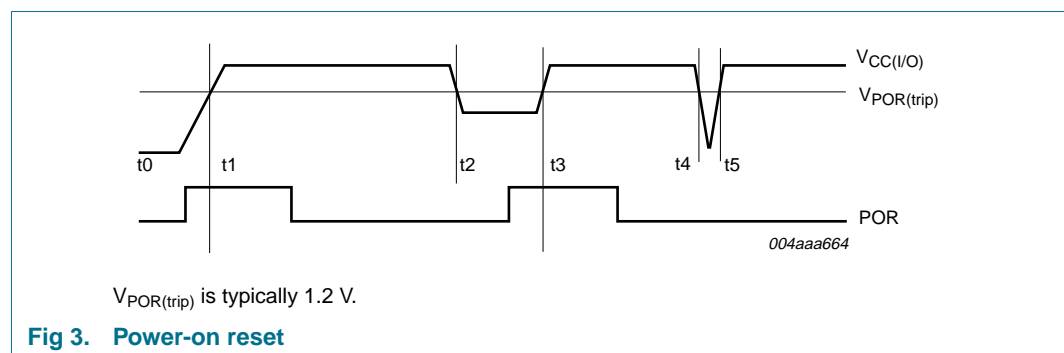 VCC(I/O)
VPOR(trip)
t0 t1 t2 t3 t4 t5
POR
004aaa664
VPOR(trip) is typically 1.2 V.
Fig 3. Power-on reset